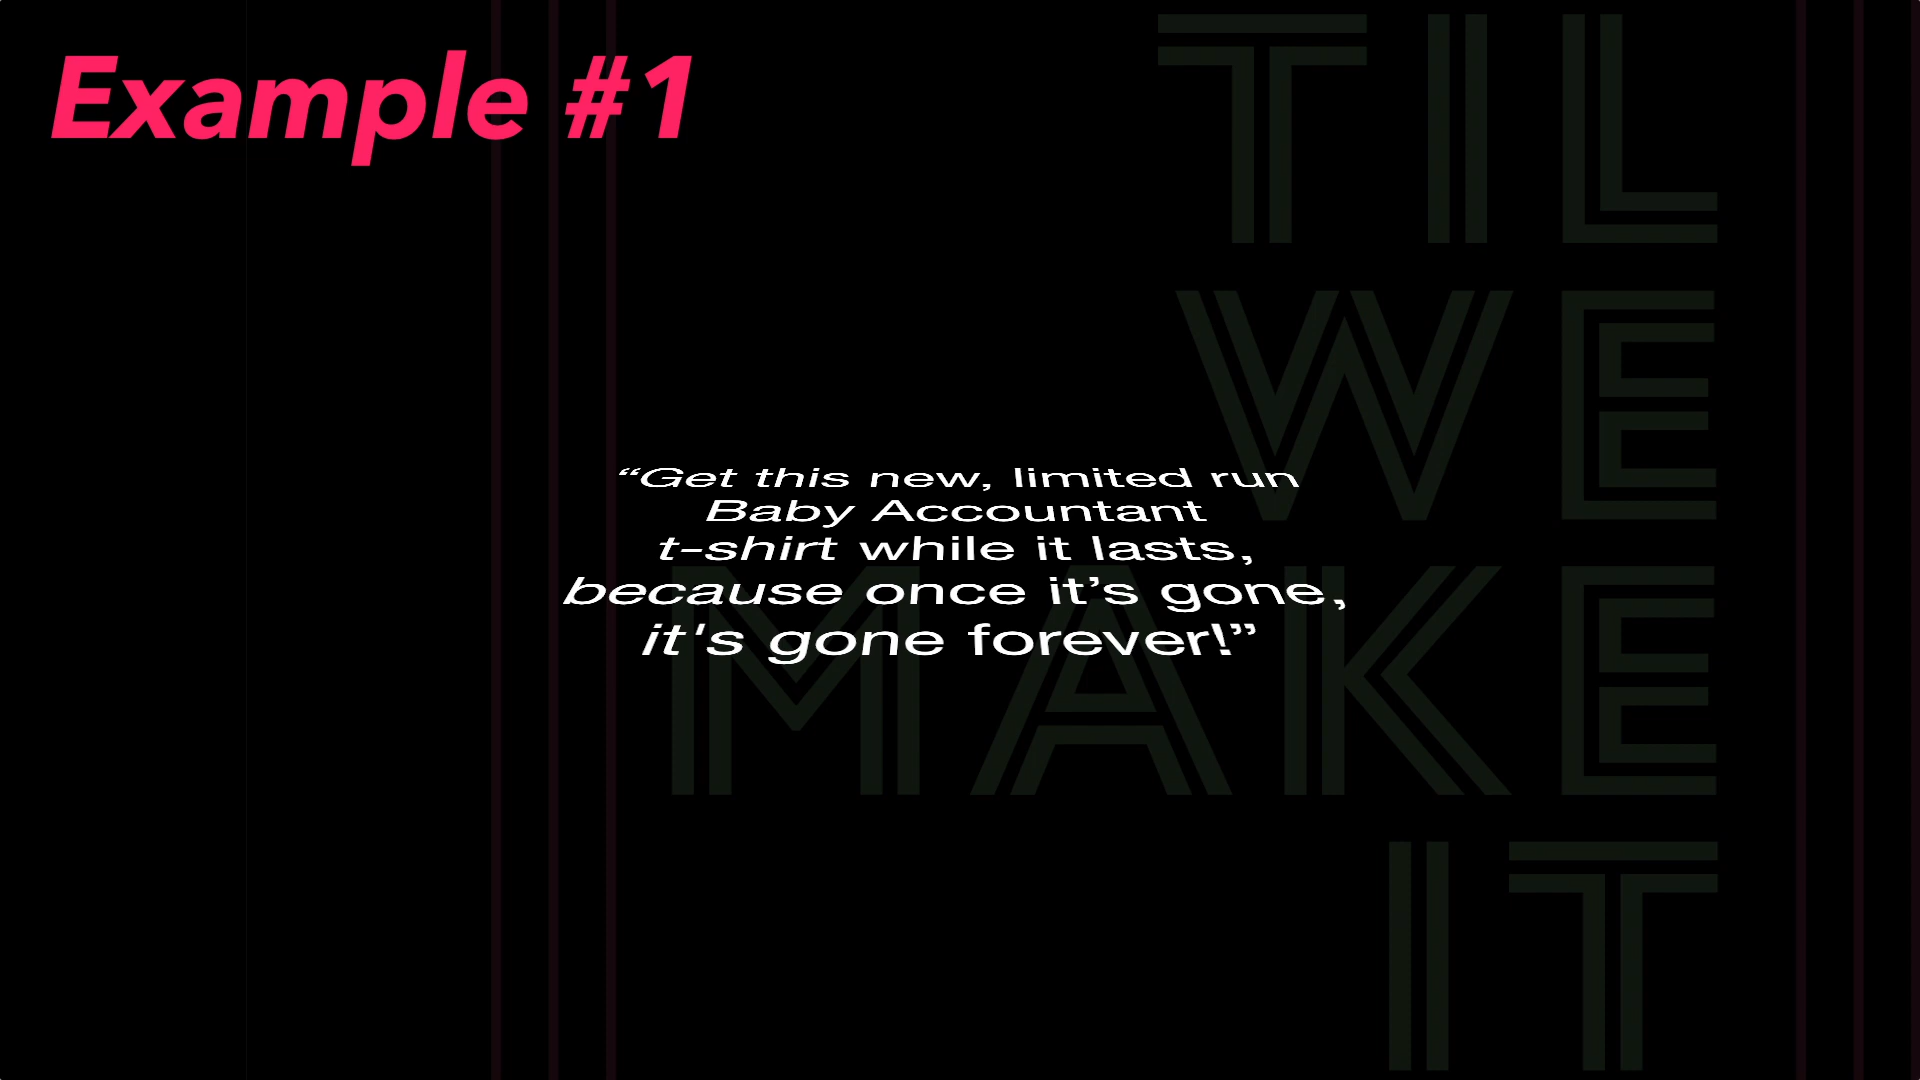 Example #1
TIL
WE
MAKE
IT
“Get this new, limited run
Baby Accountant
t-shirt while it lasts,
because once it’s gone,
it's gone forever!”